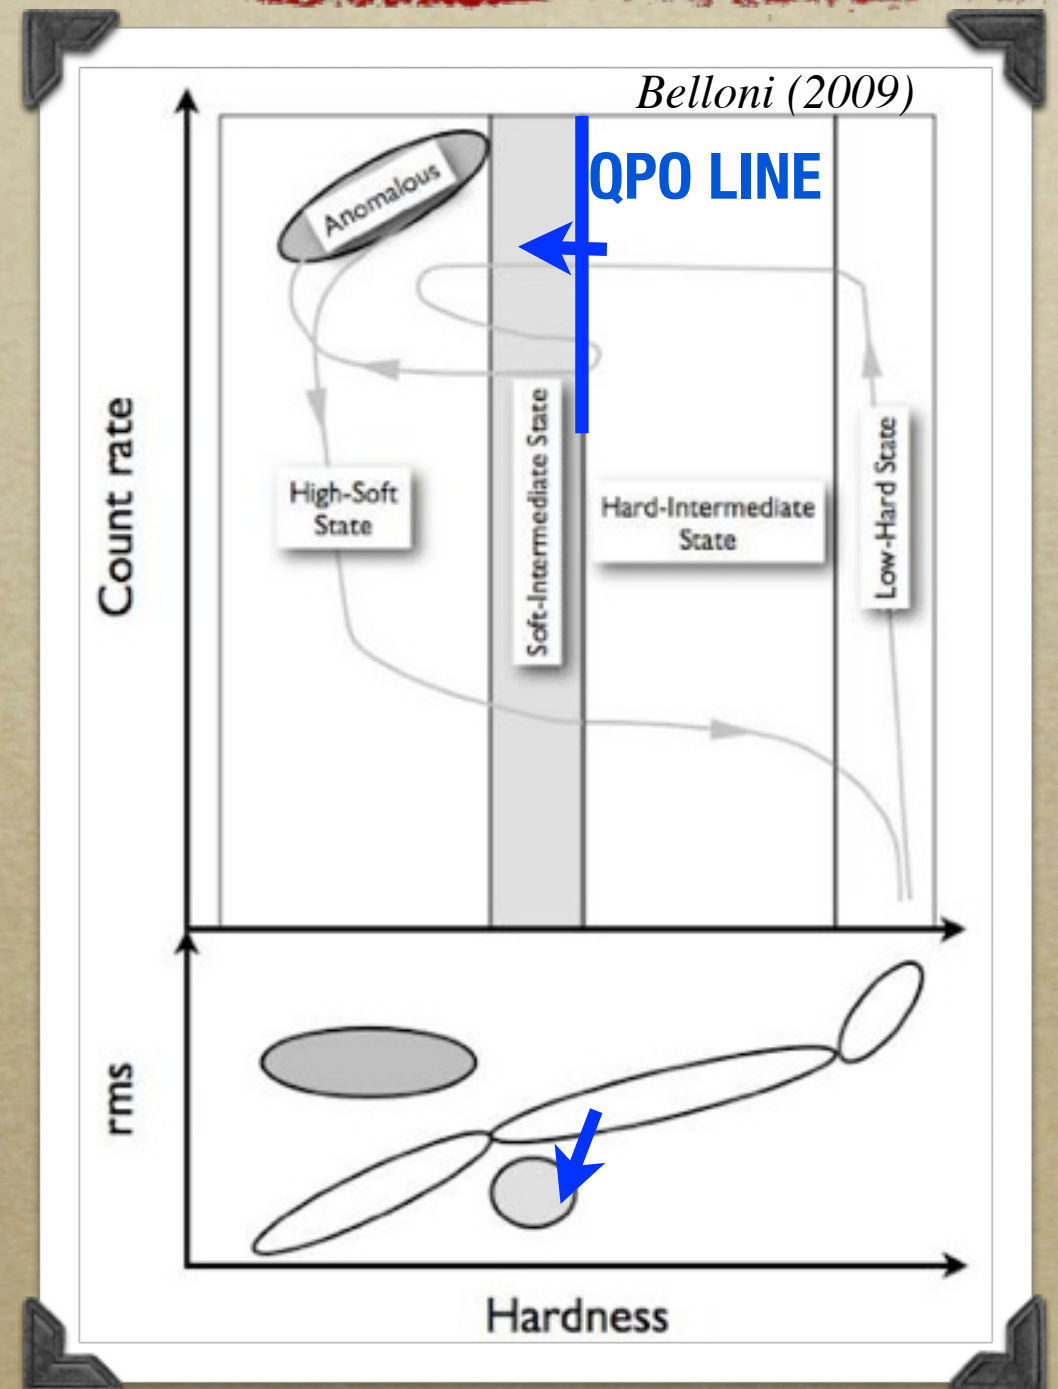 Belloni (2009)
QPO LINE
Anomalous
Count rate
High-Soft
State
Soft-Intermediate State
Hard-Intermediate
State
Low-Hard State
rms
Hardness